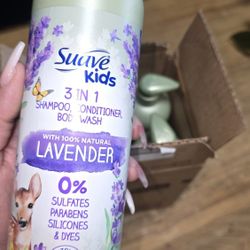 Suave
Kids
3 IN 1
SHAMPOO, CONDITIONER,
BODY WASH
WITH 100% NATURAL
LAVENDER
0%
SULFATES
PARABENS
SILICONES
& DYES